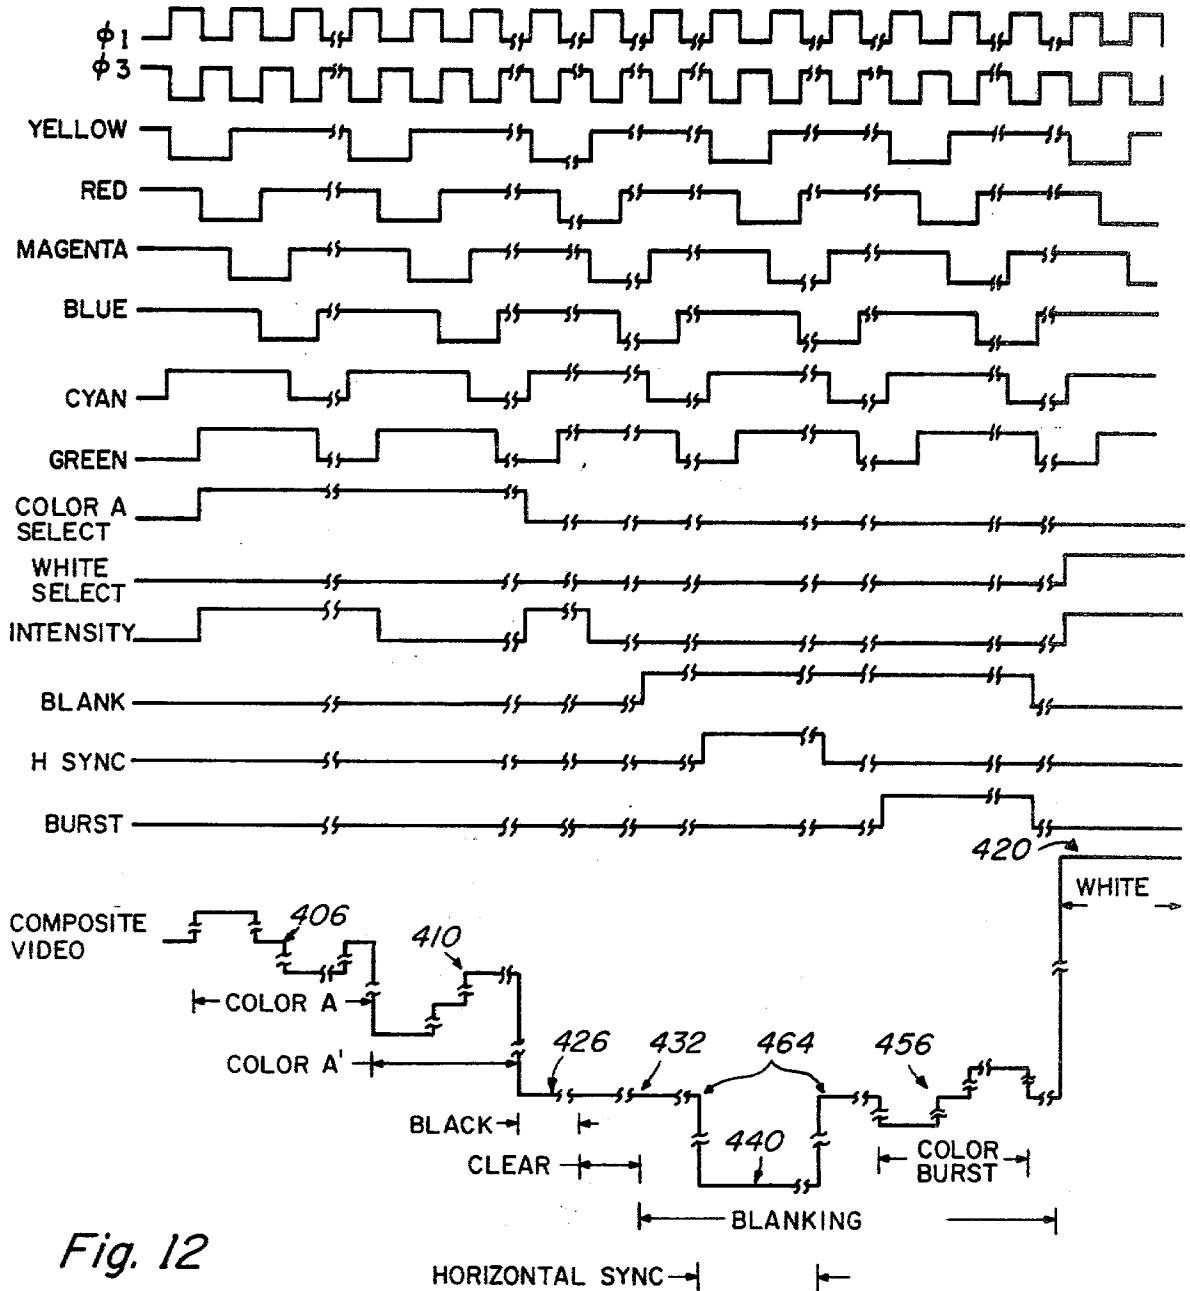 ϕ1
ϕ3
YELLOW
RED
MAGENTA
BLUE
CYAN
GREEN
COLOR A
SELECT
WHITE
SELECT
INTENSITY
BLANK
H SYNC
BURST
420
WHITE
COMPOSITE
VIDEO
406
410
COLOR A
COLOR A'
426
432
464
456
BLACK
440
COLOR
BURST
CLEAR
BLANKING
Fig. 12
HORIZONTAL SYNC